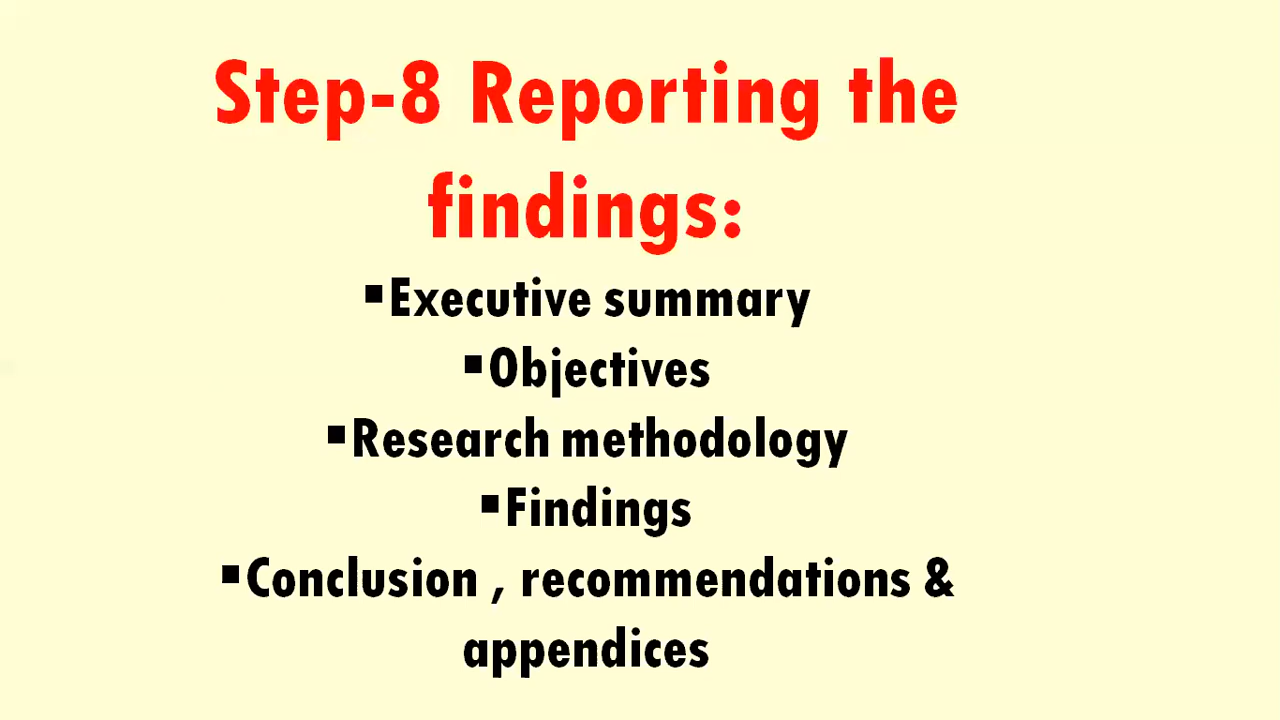 Step-8 Reporting the
findings:
▪Executive summary
▪Objectives
▪Research methodology
▪Findings
▪Conclusion , recommendations &
appendices